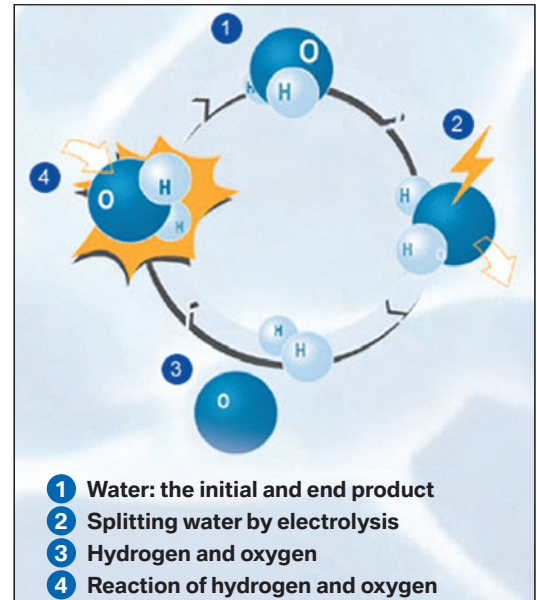 1
O
H H
2
4
H
O H
H
H O
H
H
3
O
1 Water: the initial and end product
2 Splitting water by electrolysis
3 Hydrogen and oxygen
4 Reaction of hydrogen and oxygen